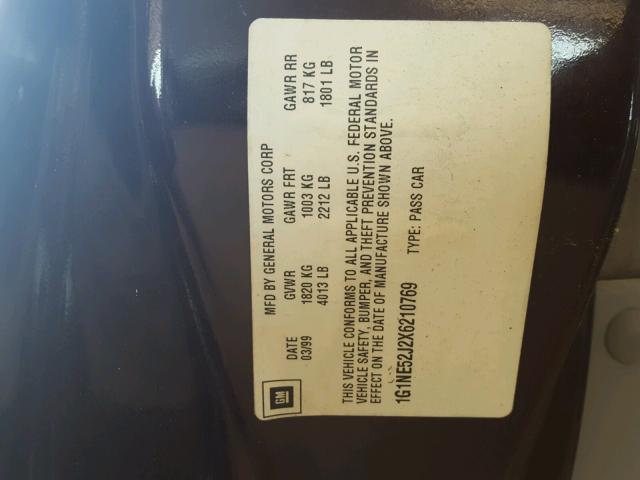 GM
MFD BY GENERAL MOTORS CORP
DATE GVWR GAWR FRT GAWR RR
03/99 1820 KG 1003 KG 817 KG
4013 LB 2212 LB 1801 LB
THIS VEHICLE CONFORMS TO ALL APPLICABLE U.S. FEDERAL MOTOR
VEHICLE SAFETY, BUMPER, AND THEFT PREVENTION STANDARDS IN
EFFECT ON THE DATE OF MANUFACTURE SHOWN ABOVE.
1G1NE52J2X6210769 TYPE: PASS CAR